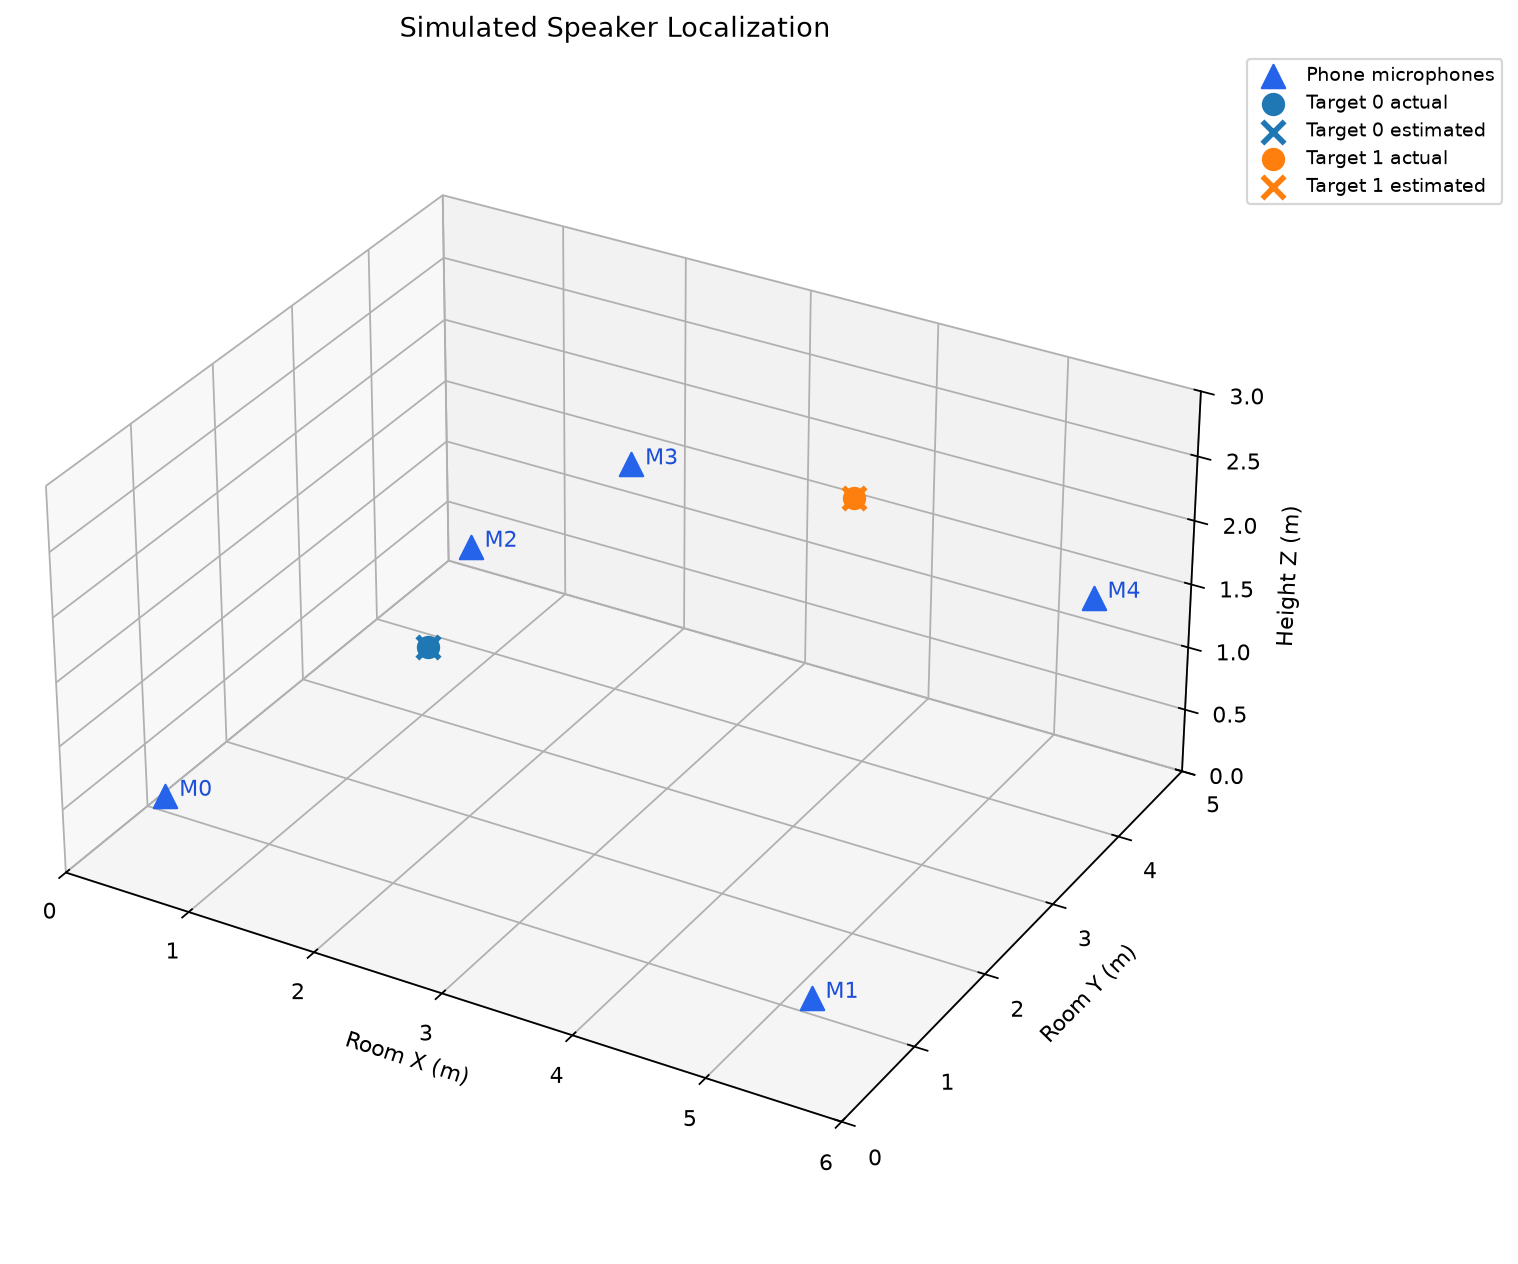 Simulated Speaker Localization
Phone microphones
Target 0 actual
Target 0 estimated
Target 1 actual
Target 1 estimated
M3
M2
M4
M0
M1
3.0
2.5
2.0
1.5
1.0
0.5
0.0
Height Z (m)
5
4
3
2
1
0
Room Y (m)
0
1
2
3
4
5
6
Room X (m)